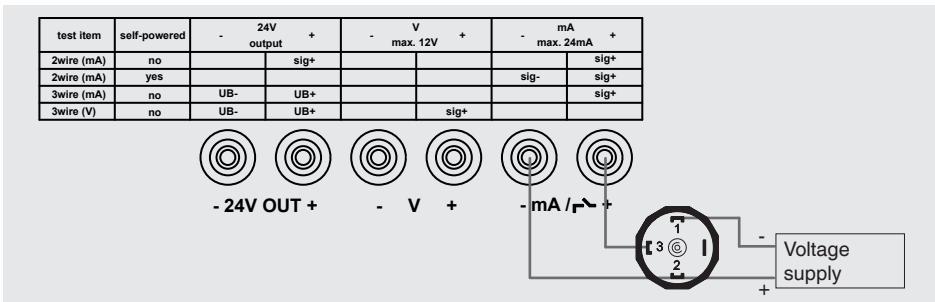 test item self-powered - 24V output + - V max. 12V + - mA max. 24mA +
2wire (mA) no sig+ sig+
2wire (mA) yes sig- sig+
3wire (mA) no UB- UB+ sig+
3wire (V) no UB- UB+ sig+
- 24V OUT + - V + - mA / +
1
3
2
-
+
Voltage
supply